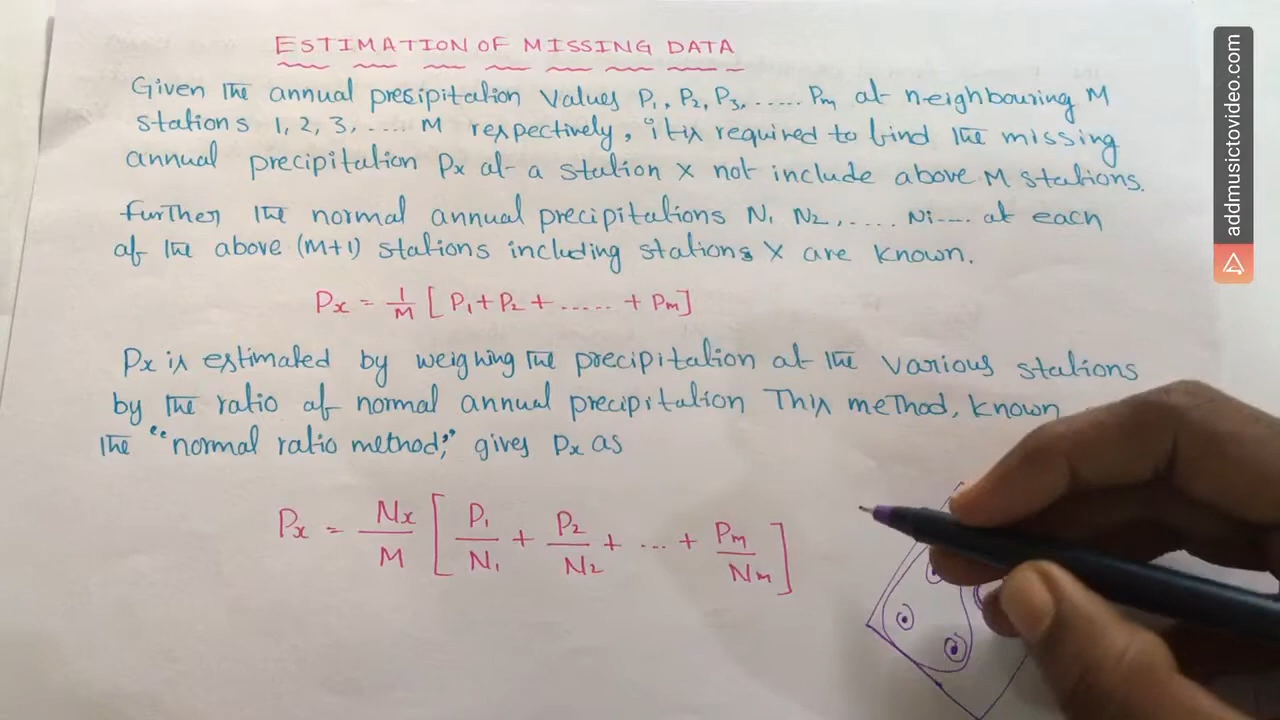 ESTIMATION OF MISSING DATA
Given the annual presipitation values P1, P2, P3, ..... Pm at neighbouring M
stations 1, 2, 3, .... M respectively, it is required to find the missing
annual precipitation Px at a station x not include above M stations.
Further, the normal annual precipitations N1 N2, .... Ni.... at each
of the above (M+1) stations including stations X are known.
Px = 1/M [P1 + P2 + ..... + Pm]
Px is estimated by weighing the precipitation at the various stations
by the ratio of normal annual precipitation This method, known
the "normal ratio method," gives Px as
Px = Nx/M [P1/N1 + P2/N2 + ... + Pm/Nm]
addmusictovideo.com